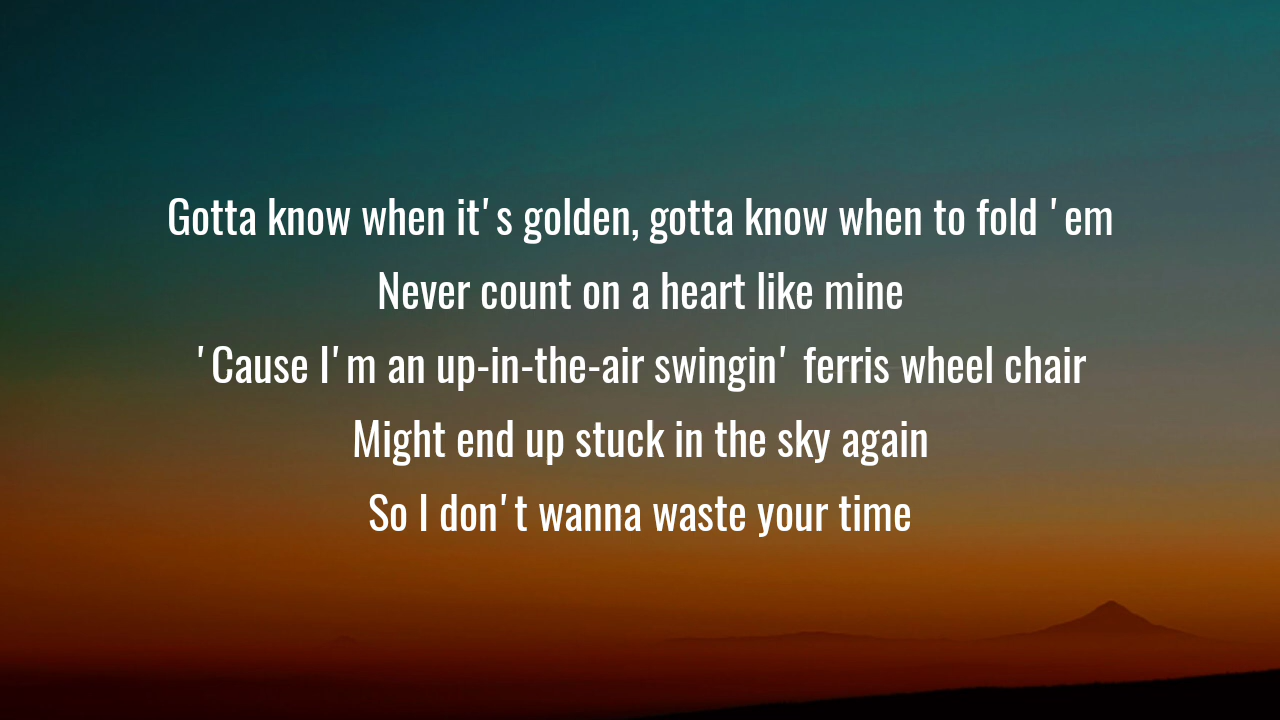 Gotta know when it's golden, gotta know when to fold 'em
Never count on a heart like mine
'Cause I'm an up-in-the-air swingin' ferris wheel chair
Might end up stuck in the sky again
So I don't wanna waste your time